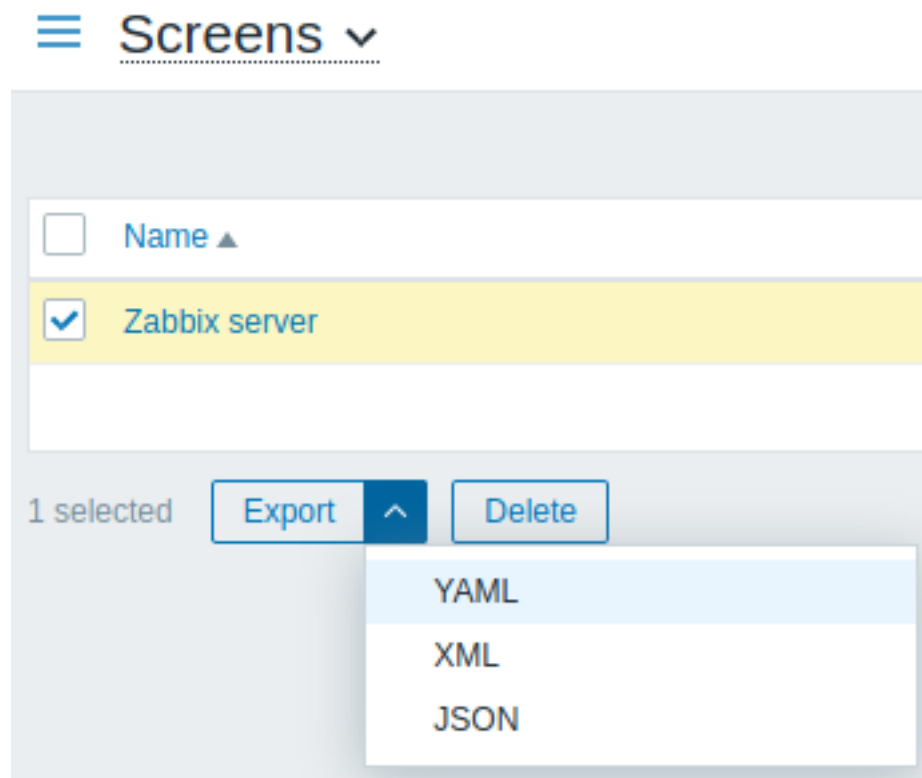 Screens
Name
Zabbix server
1 selected Export Delete
YAML
XML
JSON